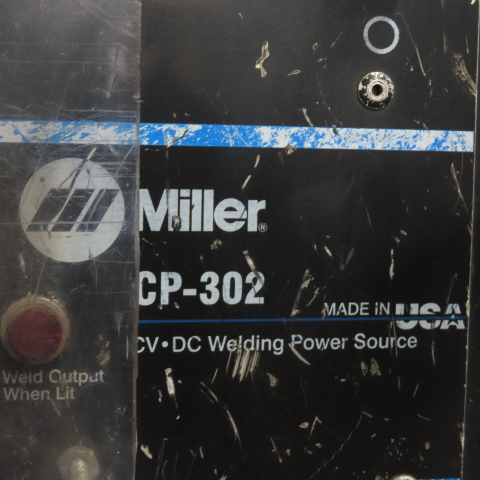 Miller®
CP-302
MADE IN USA
CV•DC Welding Power Source
Weld Output
When Lit